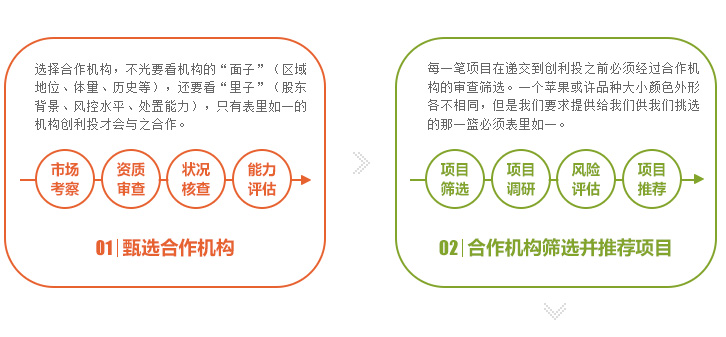 选择合作机构，不光要看机构的“面子”（区域
地位、体量、历史等），还要看“里子”（股东
背景、风控水平、处置能力），只有表里如一的
机构创利投才会与之合作。
市场
考察
资质
审查
状况
核查
能力
评估
01|甄选合作机构
每一笔项目在递交到创利投之前必须经过合作机
构的审查筛选。一个苹果或许品种大小颜色外形
各不相同，但是我们要求提供给我们供我们挑选
的那一篮必须表里如一。
项目
筛选
项目
调研
风险
评估
项目
推荐
02|合作机构筛选并推荐项目